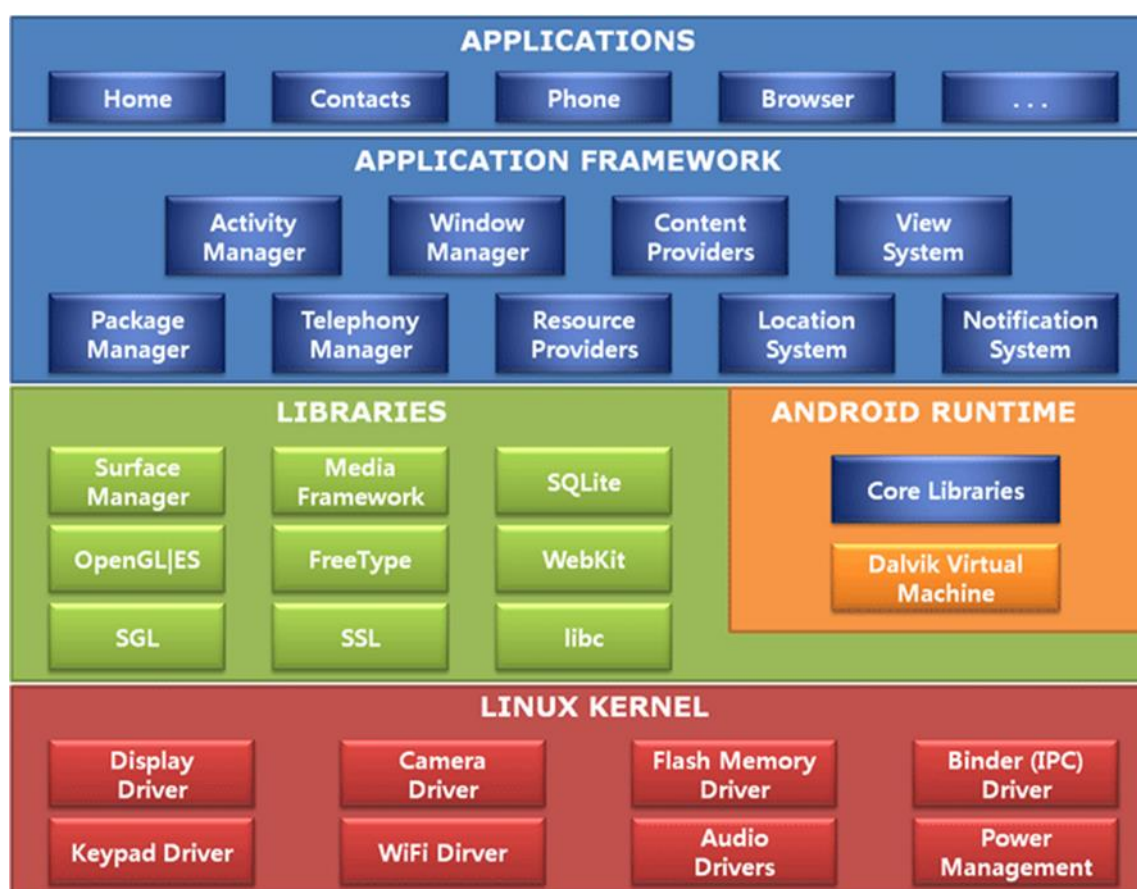 APPLICATIONS
Home
Contacts
Phone
Browser
. . .
APPLICATION FRAMEWORK
Activity
Manager
Window
Manager
Content
Providers
View
System
Package
Manager
Telephony
Manager
Resource
Providers
Location
System
Notification
System
LIBRARIES
Surface
Manager
Media
Framework
SQLite
OpenGL|ES
FreeType
WebKit
SGL
SSL
libc
ANDROID RUNTIME
Core Libraries
Dalvik Virtual
Machine
LINUX KERNEL
Display
Driver
Camera
Driver
Flash Memory
Driver
Binder (IPC)
Driver
Keypad Driver
WiFi Dirver
Audio
Drivers
Power
Management